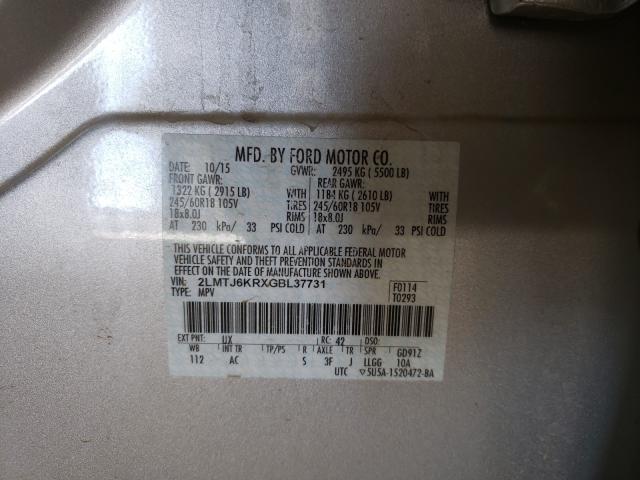 MFD. BY FORD MOTOR CO.
DATE: 10/15 GVWR: 2495 KG ( 5500 LB)
FRONT GAWR: REAR GAWR:
1322 KG ( 2915 LB) WITH 1184 KG ( 2610 LB) WITH
245/60R18 105V TIRES 245/60R18 105V TIRES
18x8.0J RIMS 18x8.0J RIMS
AT 230 kPa/ 33 PSI COLD AT 230 kPa/ 33 PSI COLD
THIS VEHICLE CONFORMS TO ALL APPLICABLE FEDERAL MOTOR
VEHICLE SAFETY AND THEFT PREVENTION STANDARDS IN
EFFECT ON THE DATE OF MANUFACTURE SHOWN ABOVE.
VIN: 2LMTJ6KRXGBL37731 F0114
TYPE: MPV T0293
EXT PNT: UX RC: 42 DSO:
WB INT TR TP/PS R AXLE TR SPR GD91Z
112 AC S 3F J LLGG 10A
UTC ▽5U5A-1520472-BA